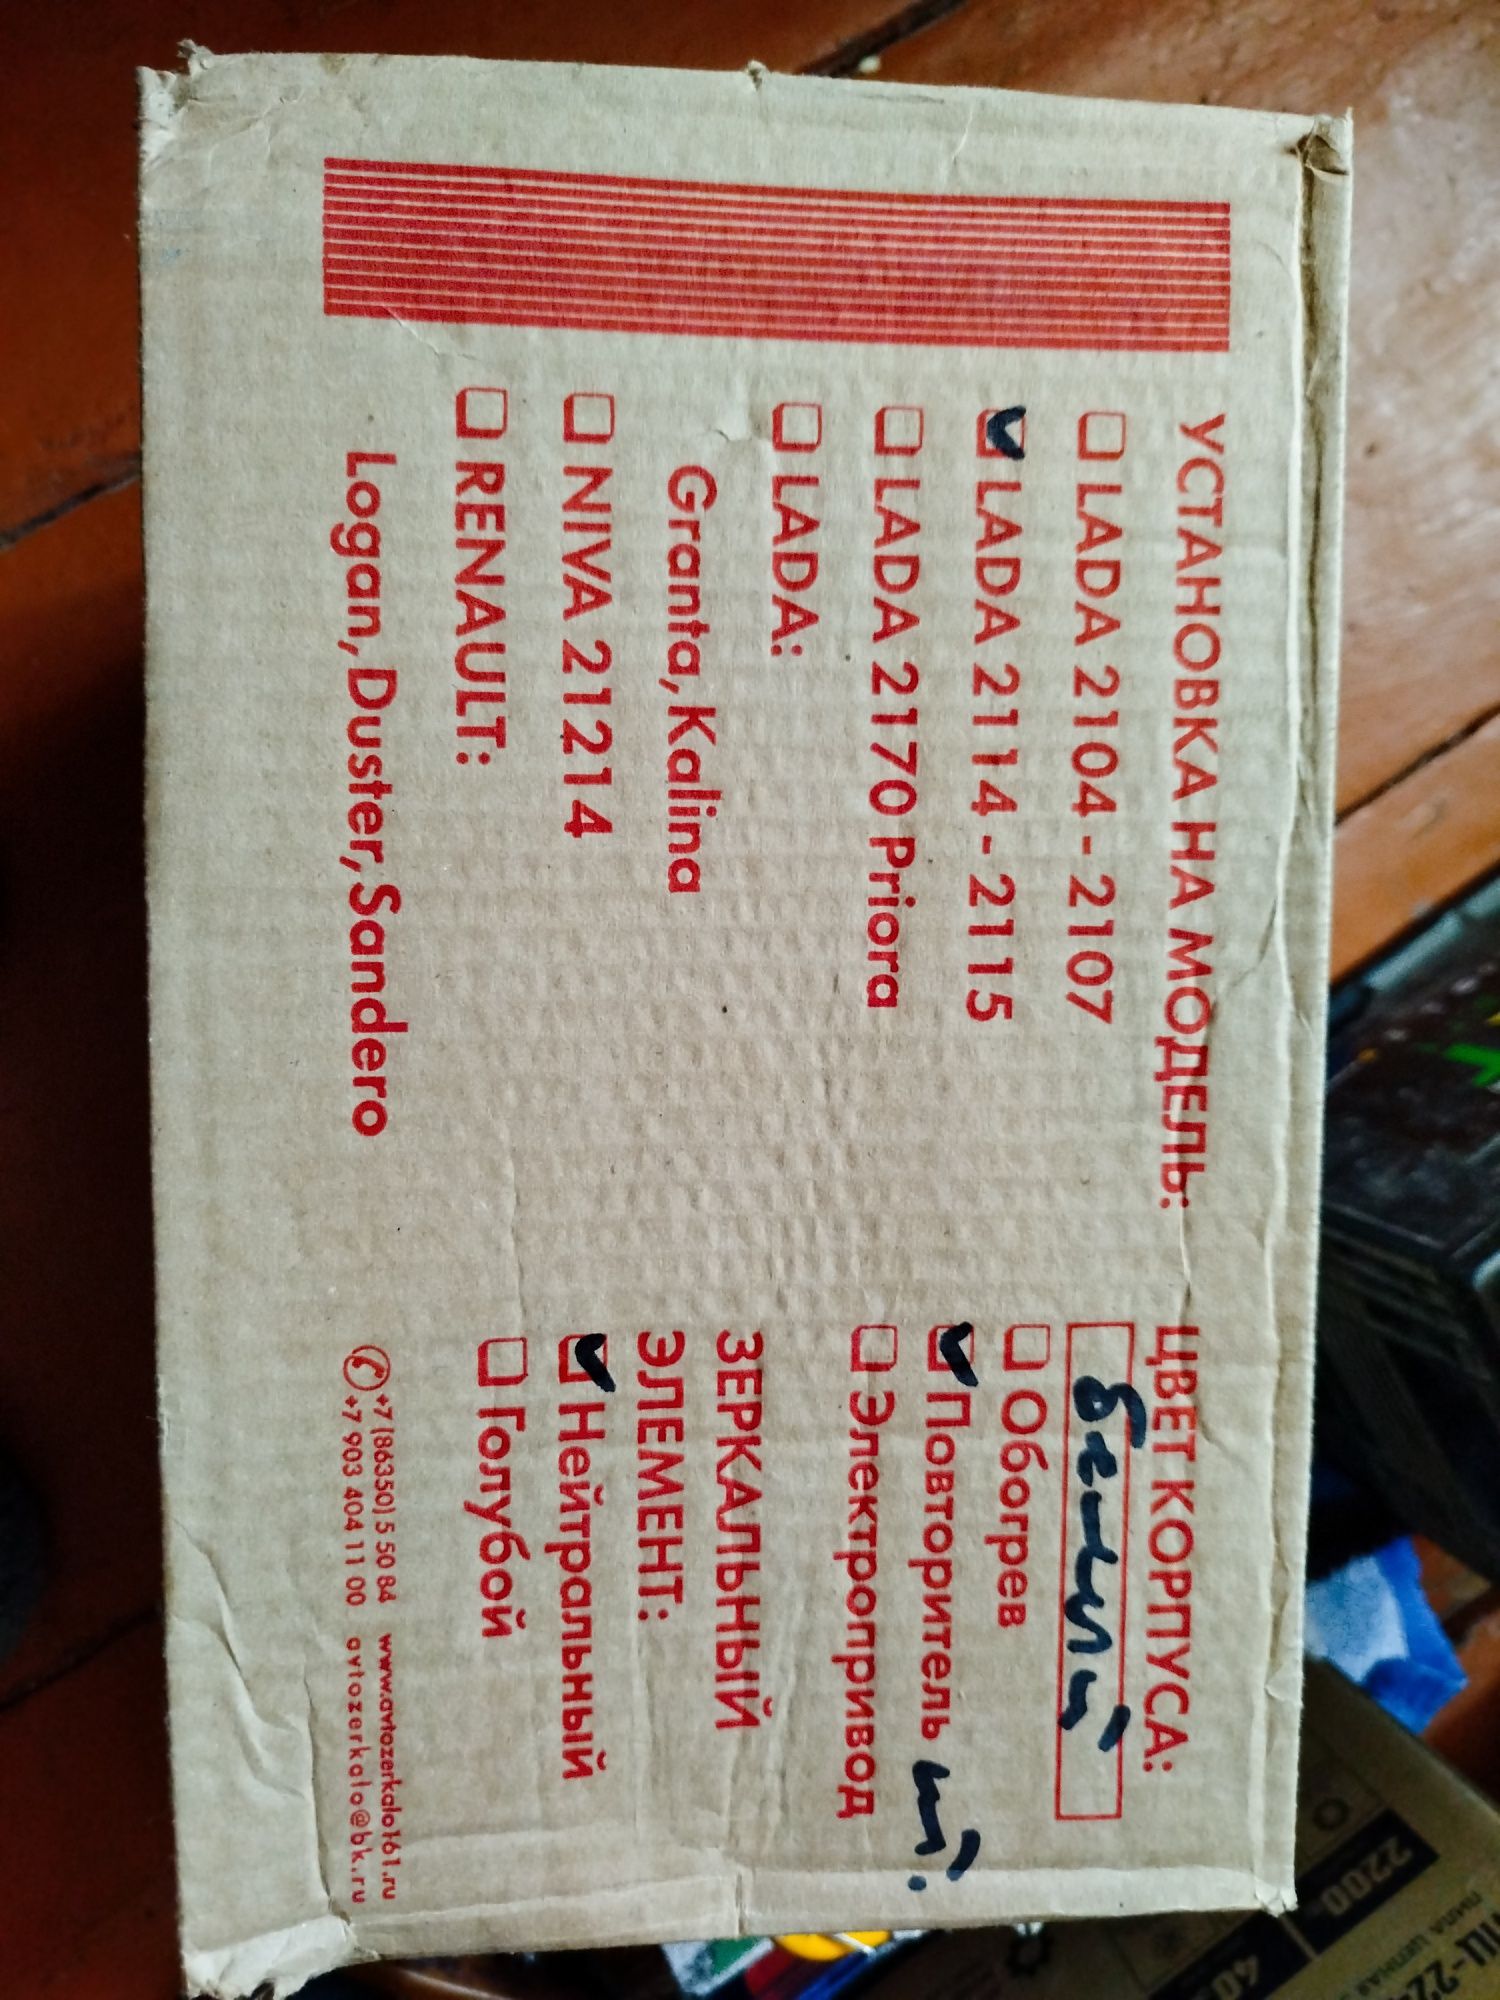 УСТАНОВКА НА МОДЕЛЬ:
LADA 2104 - 2107
LADA 2114 - 2115
LADA 2170 Priora
LADA:
Granta, Kalina
NIVA 21214
RENAULT:
Logan, Duster, Sandero
ЦВЕТ КОРПУСА:
белый
Обогрев
Повторитель
Электропривод
ЗЕРКАЛЬНЫЙ
ЭЛЕМЕНТ:
Нейтральный
Голубой
+7 (86350) 5 50 84 www.avtozerkalo161.ru
+7 903 404 11 00 avtozerkalo@bk.ru
2200